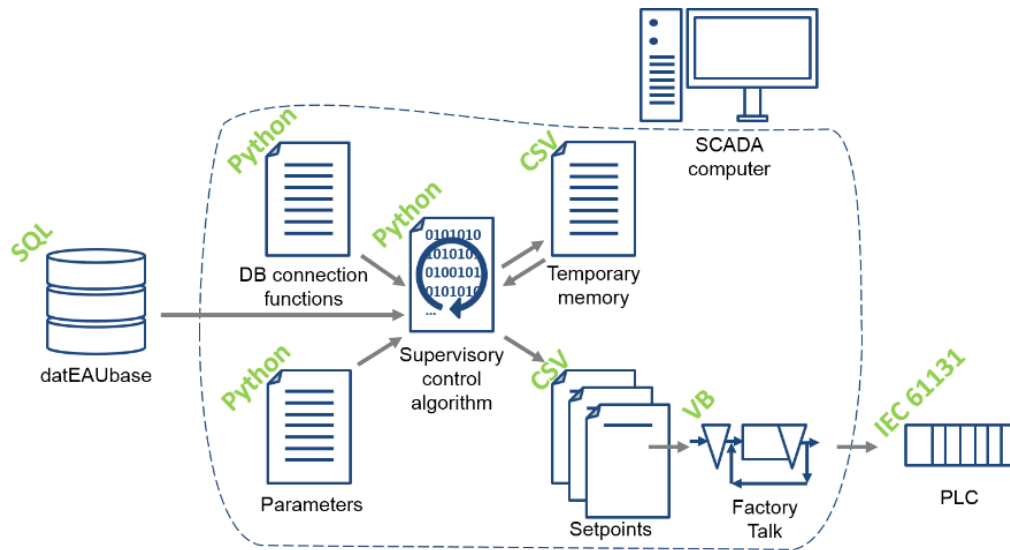 SCADA
computer
Python
CSV
Python
SQL
0101010
1010101
0100101
0101010
...
DB connection
functions
Temporary
memory
datEAUbase
Supervisory
control
algorithm
Python
CSV
VB
IEC 61131
Parameters
Setpoints
Factory
Talk
PLC